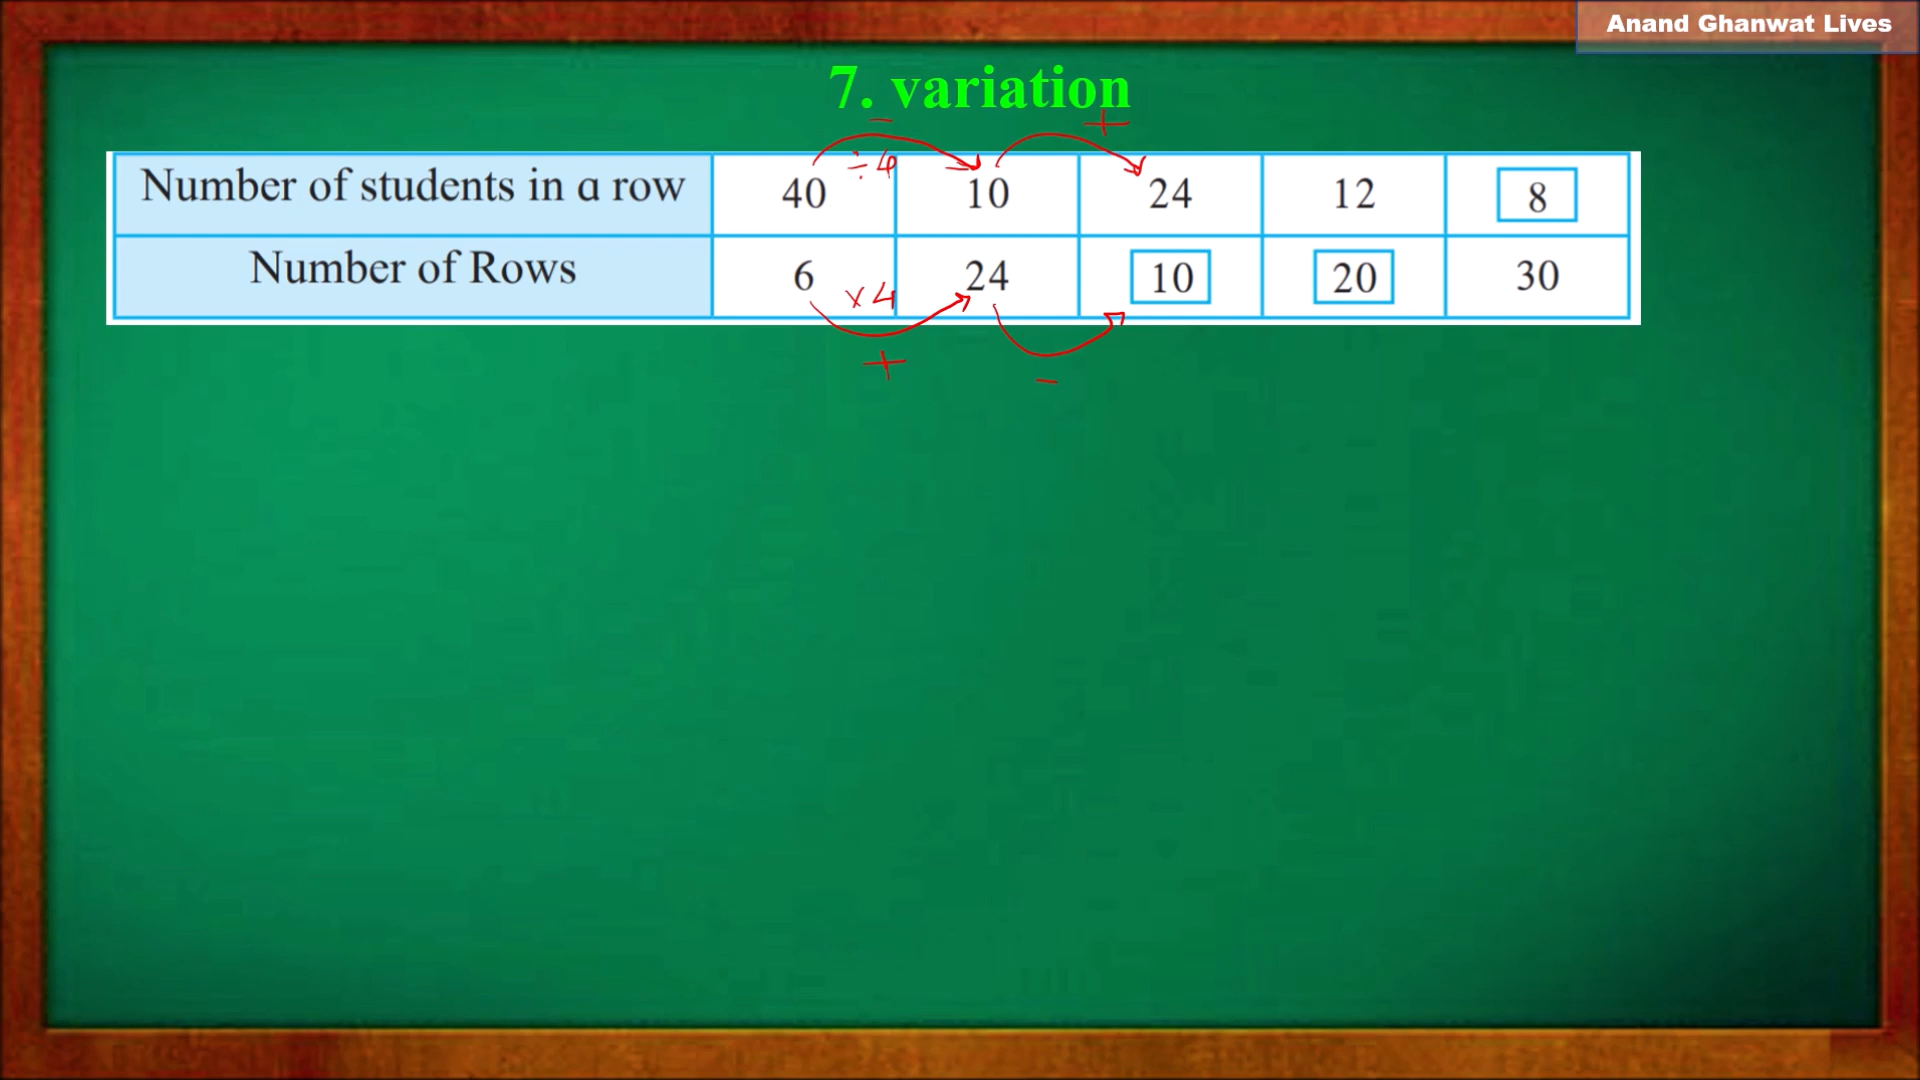 Anand Ghanwat Lives
7. variation
- +
÷4
Number of students in a row 40 10 24 12 8
Number of Rows 6 24 10 20 30
×4
+ -